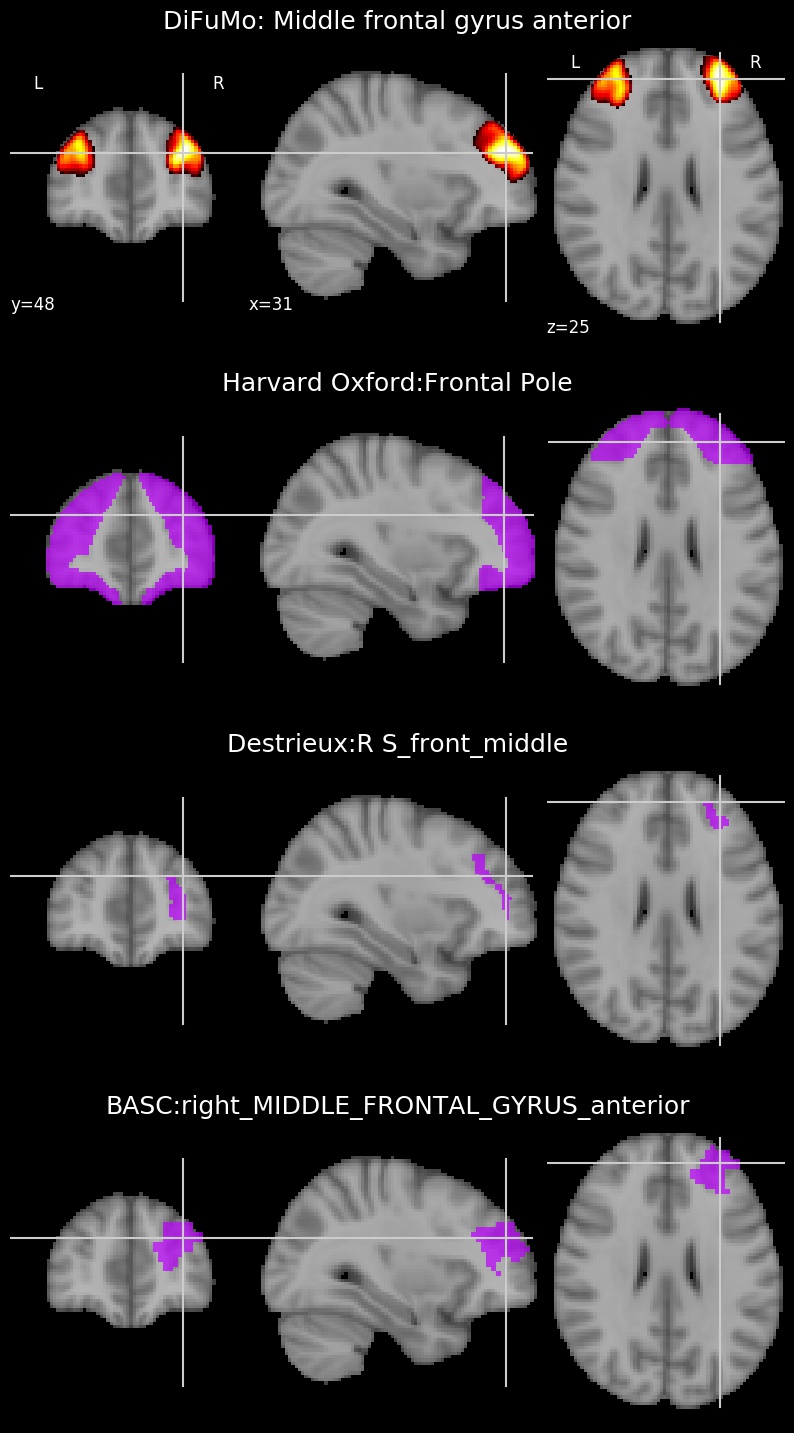 DiFuMo: Middle frontal gyrus anterior
L R
L R
y=48
x=31
z=25
Harvard Oxford:Frontal Pole
Destrieux:R S_front_middle
BASC:right_MIDDLE_FRONTAL_GYRUS_anterior